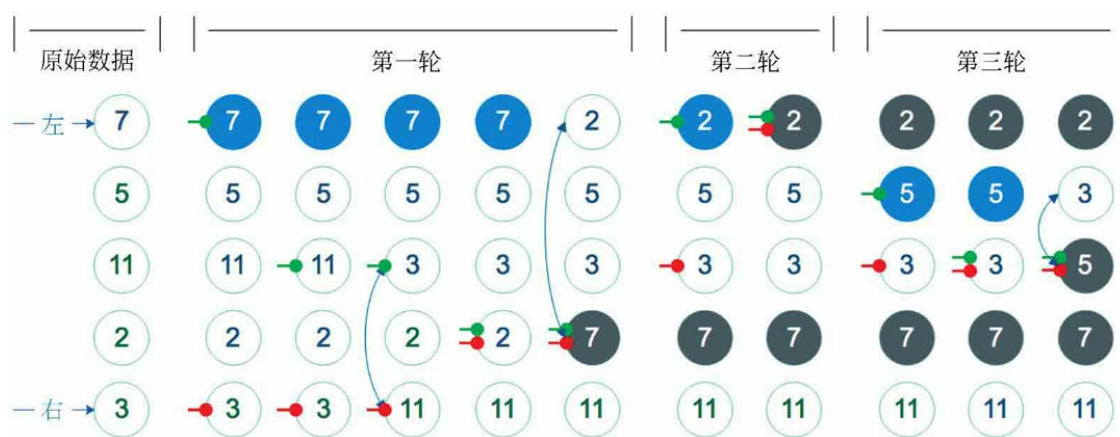 原始数据 第一轮 第二轮 第三轮
左 7 7 7 7 7 2 2 2 2 2 2
5 5 5 5 5 5 5 5 5 5 3
11 11 11 3 3 3 3 3 3 3 5
2 2 2 2 2 7 7 7 7 7 7
右 3 3 3 11 11 11 11 11 11 11 11